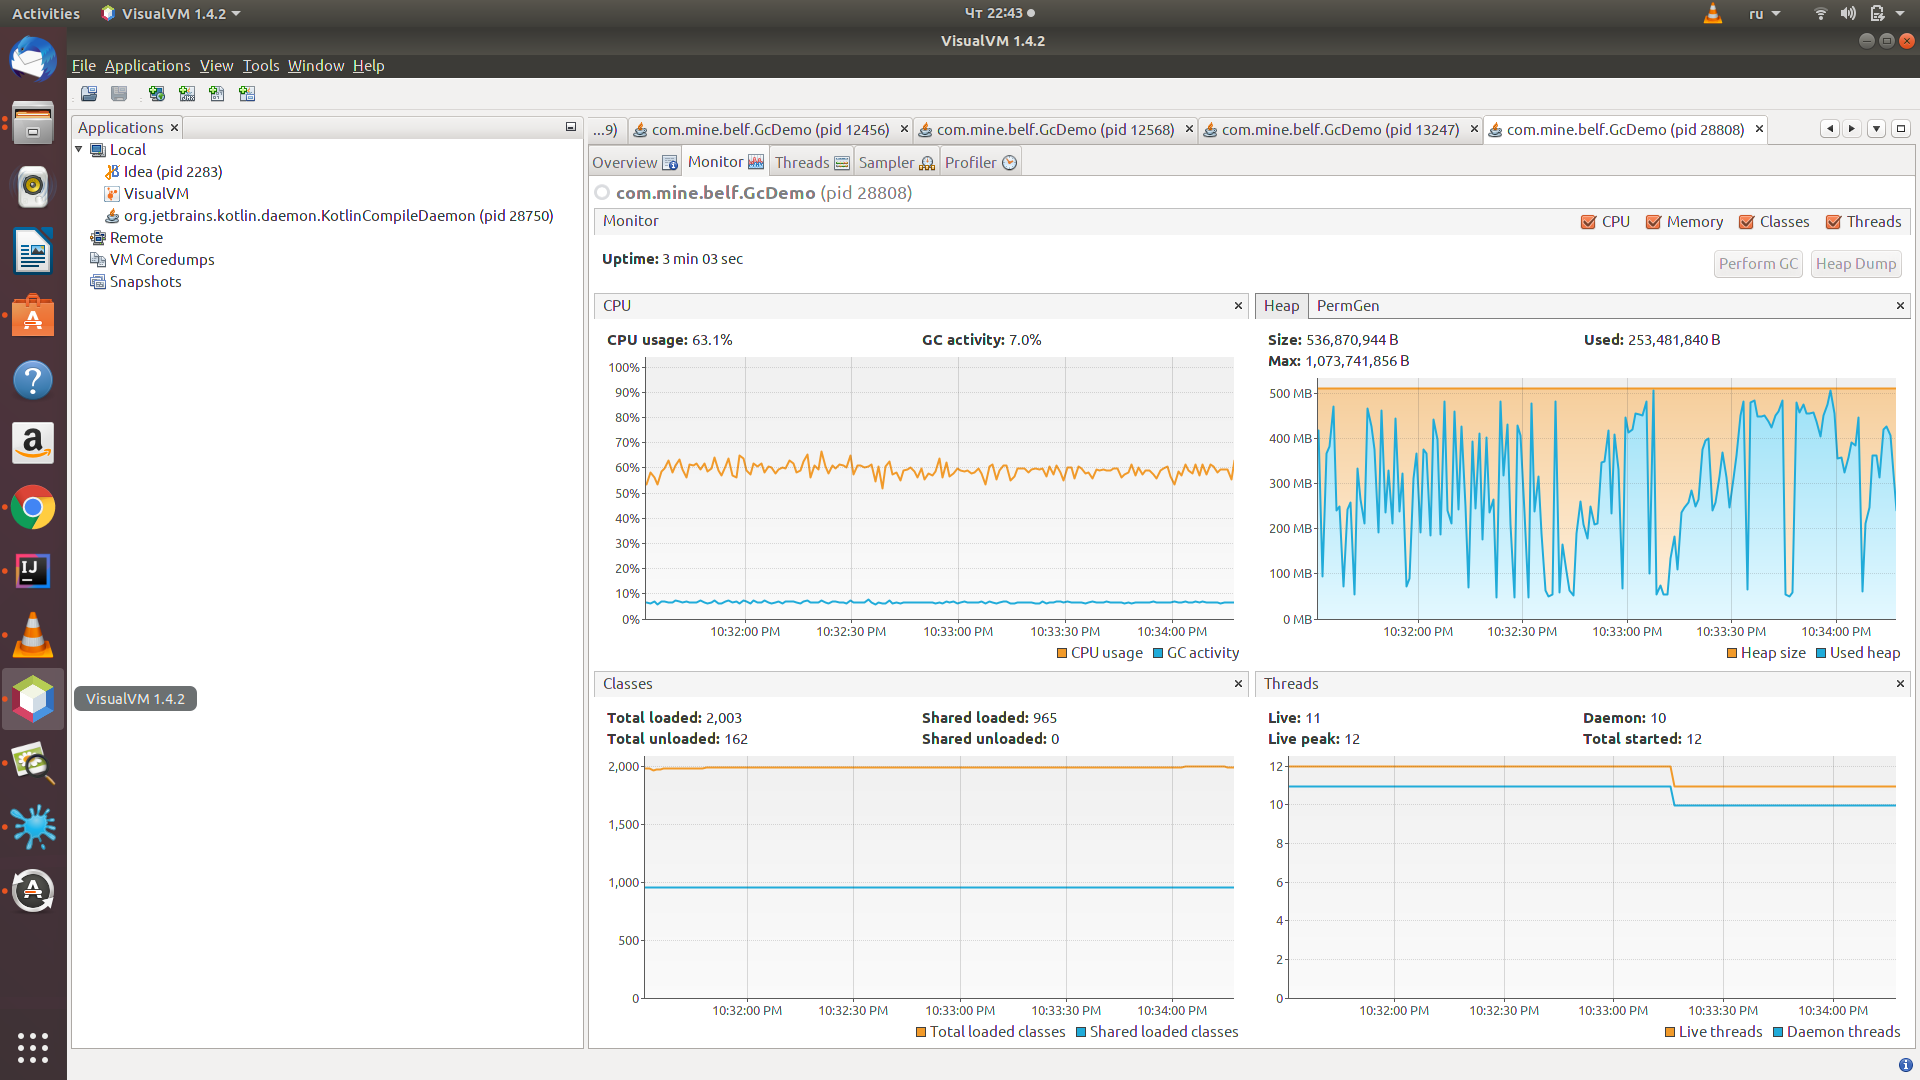 Activities VisualVM 1.4.2 Чт 22:43 ru
VisualVM 1.4.2
File Applications View Tools Window Help
Applications
Local
Idea (pid 2283)
VisualVM
org.jetbrains.kotlin.daemon.KotlinCompileDaemon (pid 28750)
Remote
VM Coredumps
Snapshots
VisualVM 1.4.2
...9) com.mine.belf.GcDemo (pid 12456) com.mine.belf.GcDemo (pid 12568) com.mine.belf.GcDemo (pid 13247) com.mine.belf.GcDemo (pid 28808)
Overview Monitor Threads Sampler Profiler
com.mine.belf.GcDemo (pid 28808)
Monitor CPU Memory Classes Threads
Uptime: 3 min 03 sec
Perform GC Heap Dump
CPU
CPU usage: 63.1% GC activity: 7.0%
100%
90%
80%
70%
60%
50%
40%
30%
20%
10%
0%
10:32:00 PM 10:32:30 PM 10:33:00 PM 10:33:30 PM 10:34:00 PM
CPU usage GC activity
Heap PermGen
Size: 536,870,944 B Used: 253,481,840 B
Max: 1,073,741,856 B
500 MB
400 MB
300 MB
200 MB
100 MB
0 MB
10:32:00 PM 10:32:30 PM 10:33:00 PM 10:33:30 PM 10:34:00 PM
Heap size Used heap
Classes
Total loaded: 2,003 Shared loaded: 965
Total unloaded: 162 Shared unloaded: 0
2,000
1,500
1,000
500
0
10:32:00 PM 10:32:30 PM 10:33:00 PM 10:33:30 PM 10:34:00 PM
Total loaded classes Shared loaded classes
Threads
Live: 11 Daemon: 10
Live peak: 12 Total started: 12
12
10
8
6
4
2
0
10:32:00 PM 10:32:30 PM 10:33:00 PM 10:33:30 PM 10:34:00 PM
Live threads Daemon threads